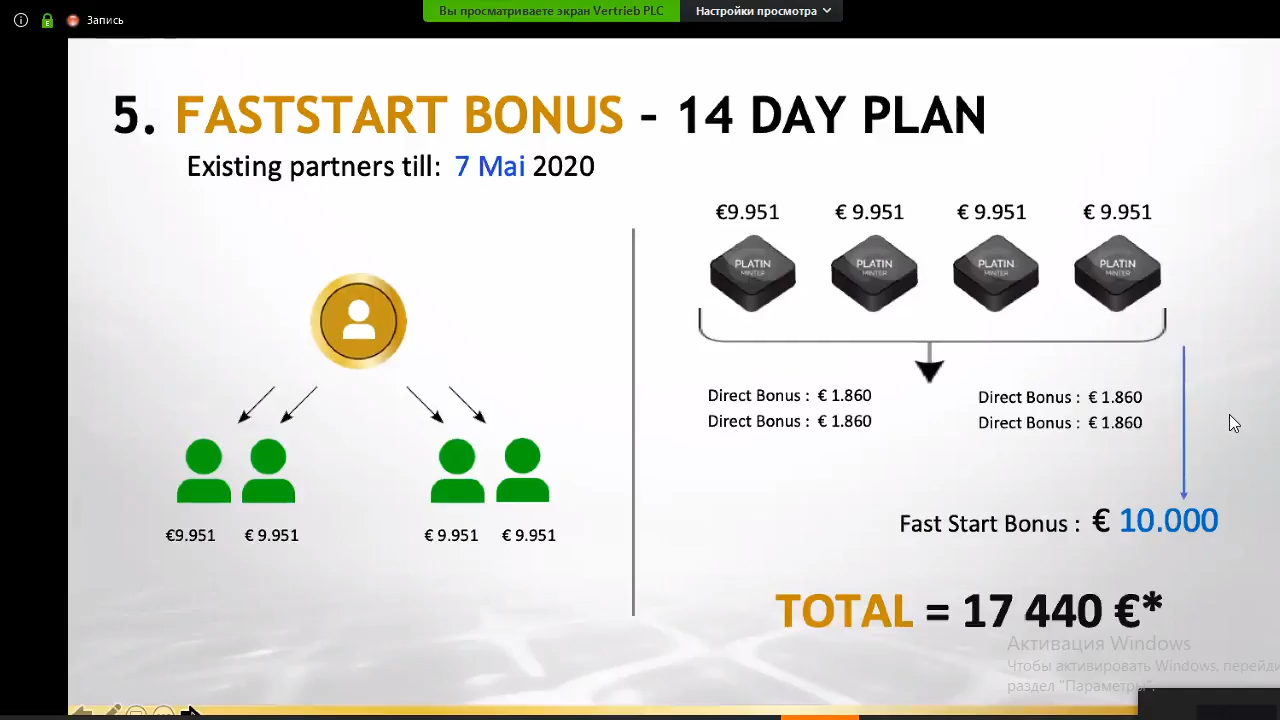 Запись
Вы просматриваете экран Vertrieb PLC
Настройки просмотра
5. FASTSTART BONUS - 14 DAY PLAN
Existing partners till: 7 Mai 2020
€9.951 € 9.951 € 9.951 € 9.951
PLATIN MINTER
PLATIN MINTER
PLATIN MINTER
PLATIN MINTER
Direct Bonus : € 1.860
Direct Bonus : € 1.860
Direct Bonus : € 1.860
Direct Bonus : € 1.860
€9.951 € 9.951 € 9.951 € 9.951
Fast Start Bonus : € 10.000
TOTAL = 17 440 €*
Активация Windows
Чтобы активировать Windows, перейди
раздел "Параметры".